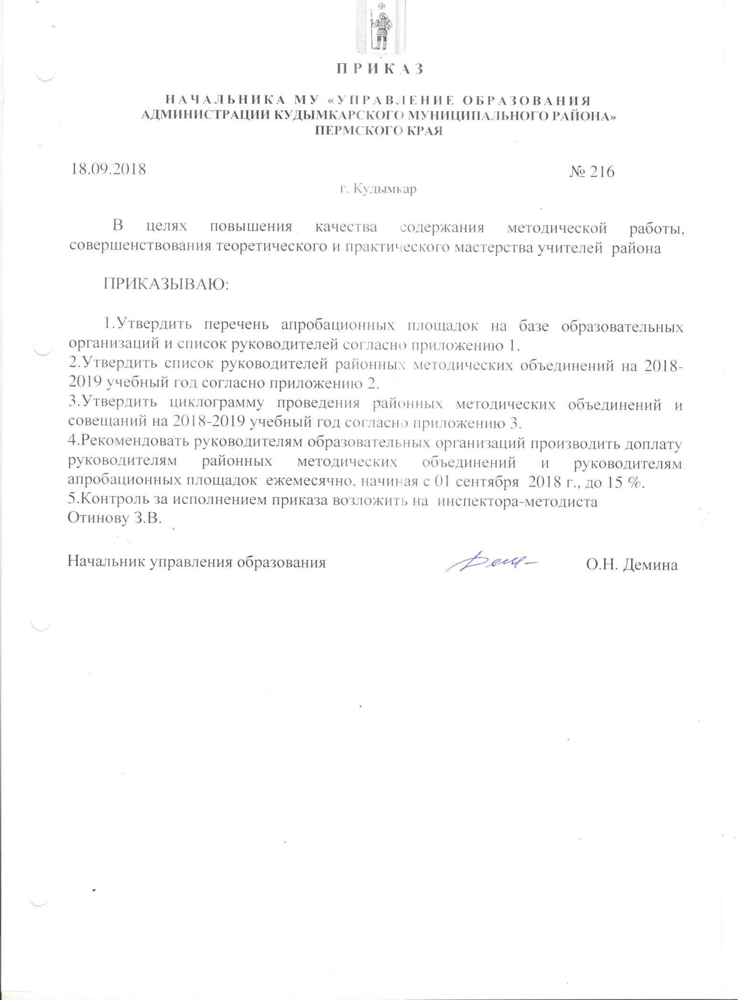 ПРИКАЗ
НАЧАЛЬНИКА МУ «УПРАВЛЕНИЕ ОБРАЗОВАНИЯ
АДМИНИСТРАЦИИ КУДЫМКАРСКОГО МУНИЦИПАЛЬНОГО РАЙОНА»
ПЕРМСКОГО КРАЯ
18.09.2018 № 216
г. Кудымкар
В целях повышения качества содержания методической работы,
совершенствования теоретического и практического мастерства учителей района
ПРИКАЗЫВАЮ:
1.Утвердить перечень апробационных площадок на базе образовательных
организаций и список руководителей согласно приложению 1.
2.Утвердить список руководителей районных методических объединений на 2018-
2019 учебный год согласно приложению 2.
3.Утвердить циклограмму проведения районных методических объединений и
совещаний на 2018-2019 учебный год согласно приложению 3.
4.Рекомендовать руководителям образовательных организаций производить доплату
руководителям районных методических объединений и руководителям
апробационных площадок ежемесячно, начиная с 01 сентября 2018 г., до 15 %.
5.Контроль за исполнением приказа возложить на инспектора-методиста
Отинову З.В.
Начальник управления образования О.Н. Демина